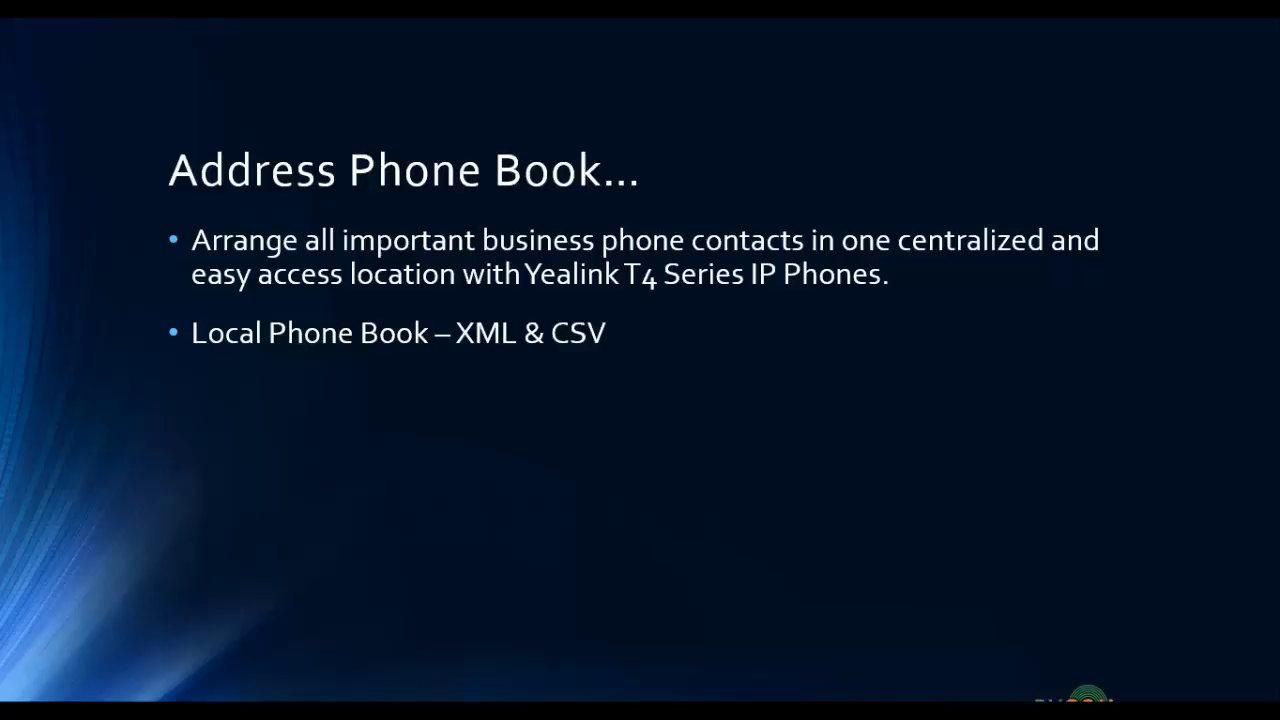 Address Phone Book...
• Arrange all important business phone contacts in one centralized and
easy access location with Yealink T4 Series IP Phones.
• Local Phone Book – XML & CSV